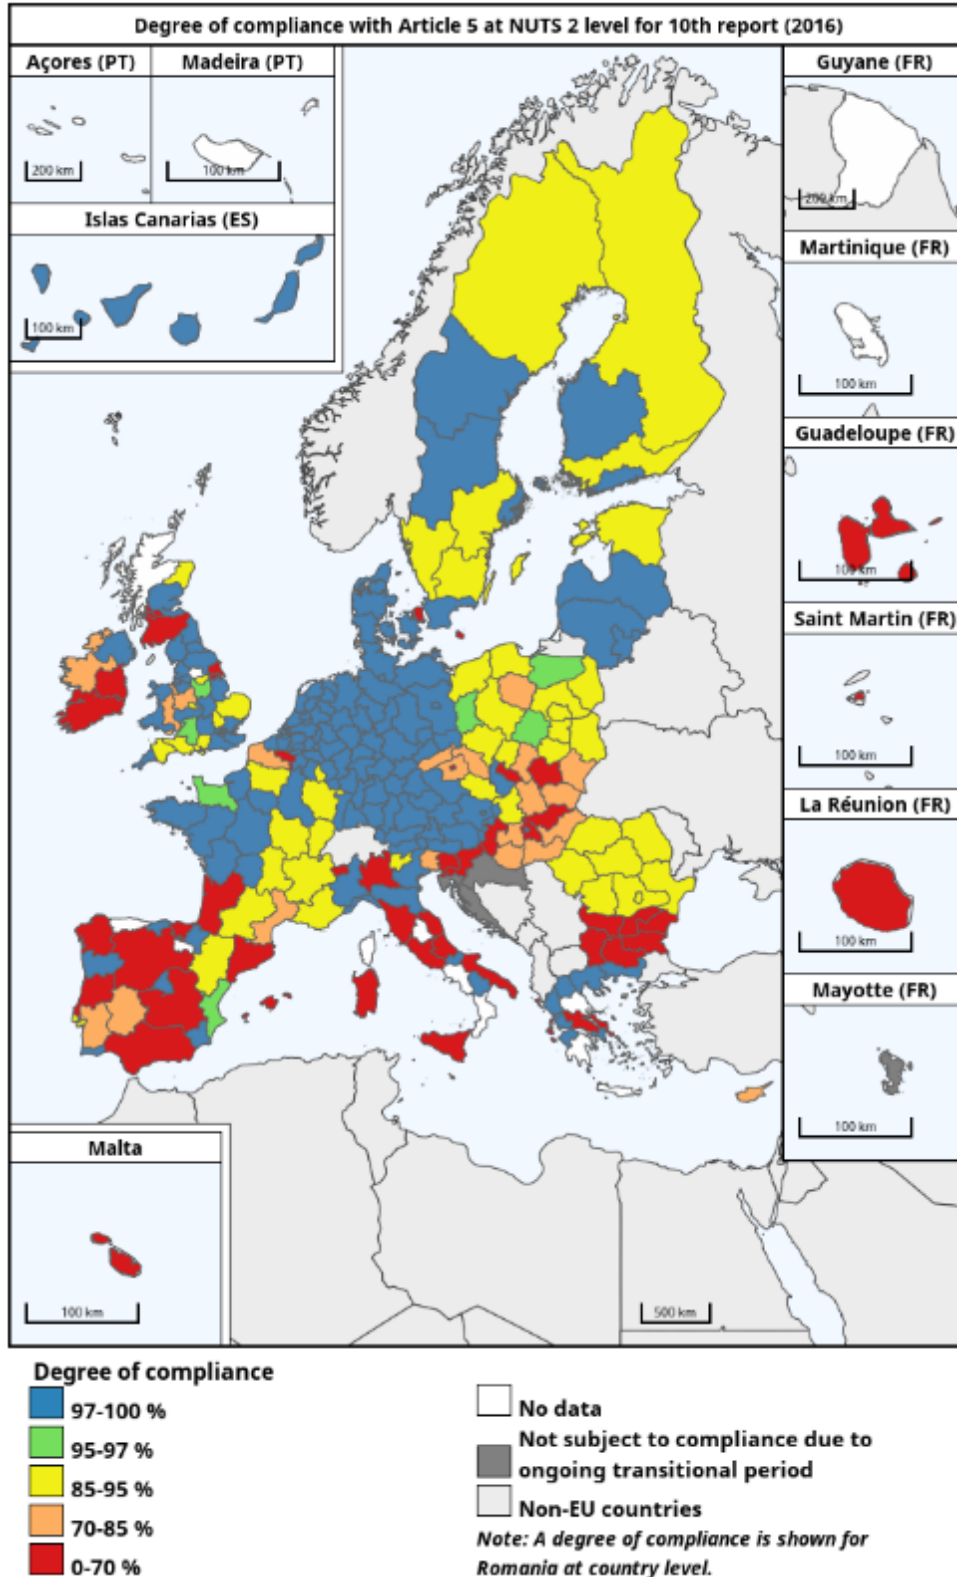 Degree of compliance with Article 5 at NUTS 2 level for 10th report (2016)
Açores (PT)
Madeira (PT)
Guyane (FR)
200 km
100 km
200 km
Islas Canarias (ES)
100 km
Martinique (FR)
100 km
Guadeloupe (FR)
100 km
Saint Martin (FR)
100 km
La Réunion (FR)
100 km
Mayotte (FR)
100 km
Malta
100 km
500 km
Degree of compliance
97-100 %
95-97 %
85-95 %
70-85 %
0-70 %
No data
Not subject to compliance due to
ongoing transitional period
Non-EU countries
Note: A degree of compliance is shown for
Romania at country level.